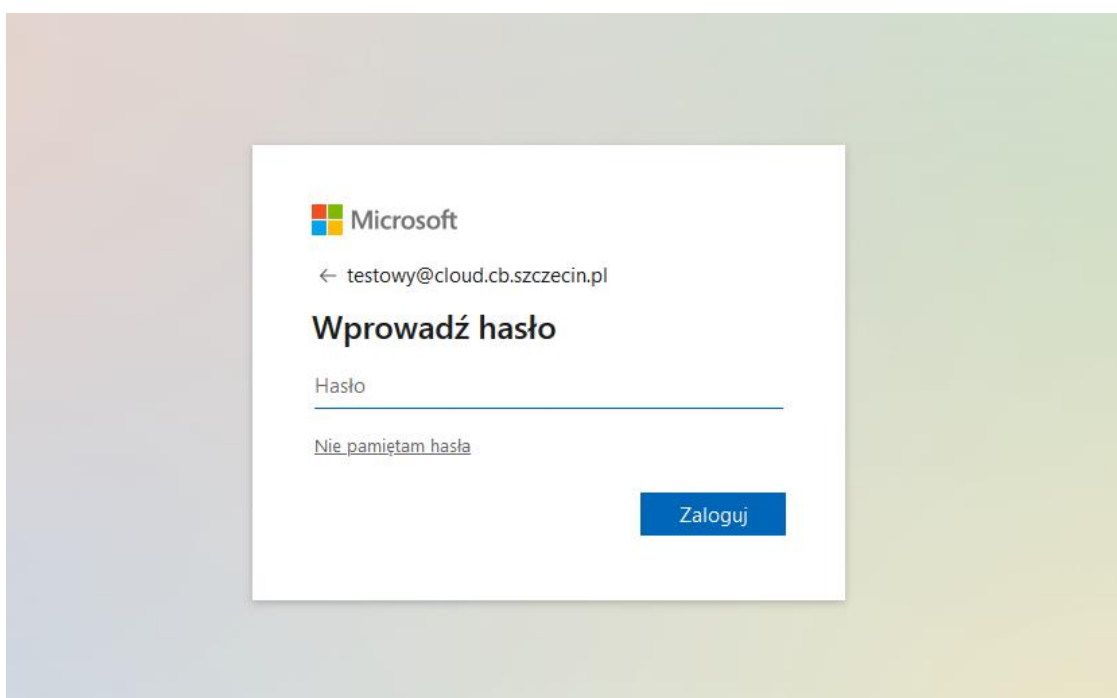 Microsoft
← testowy@cloud.cb.szczecin.pl
Wprowadź hasło
Hasło
Nie pamiętam hasła
Zaloguj